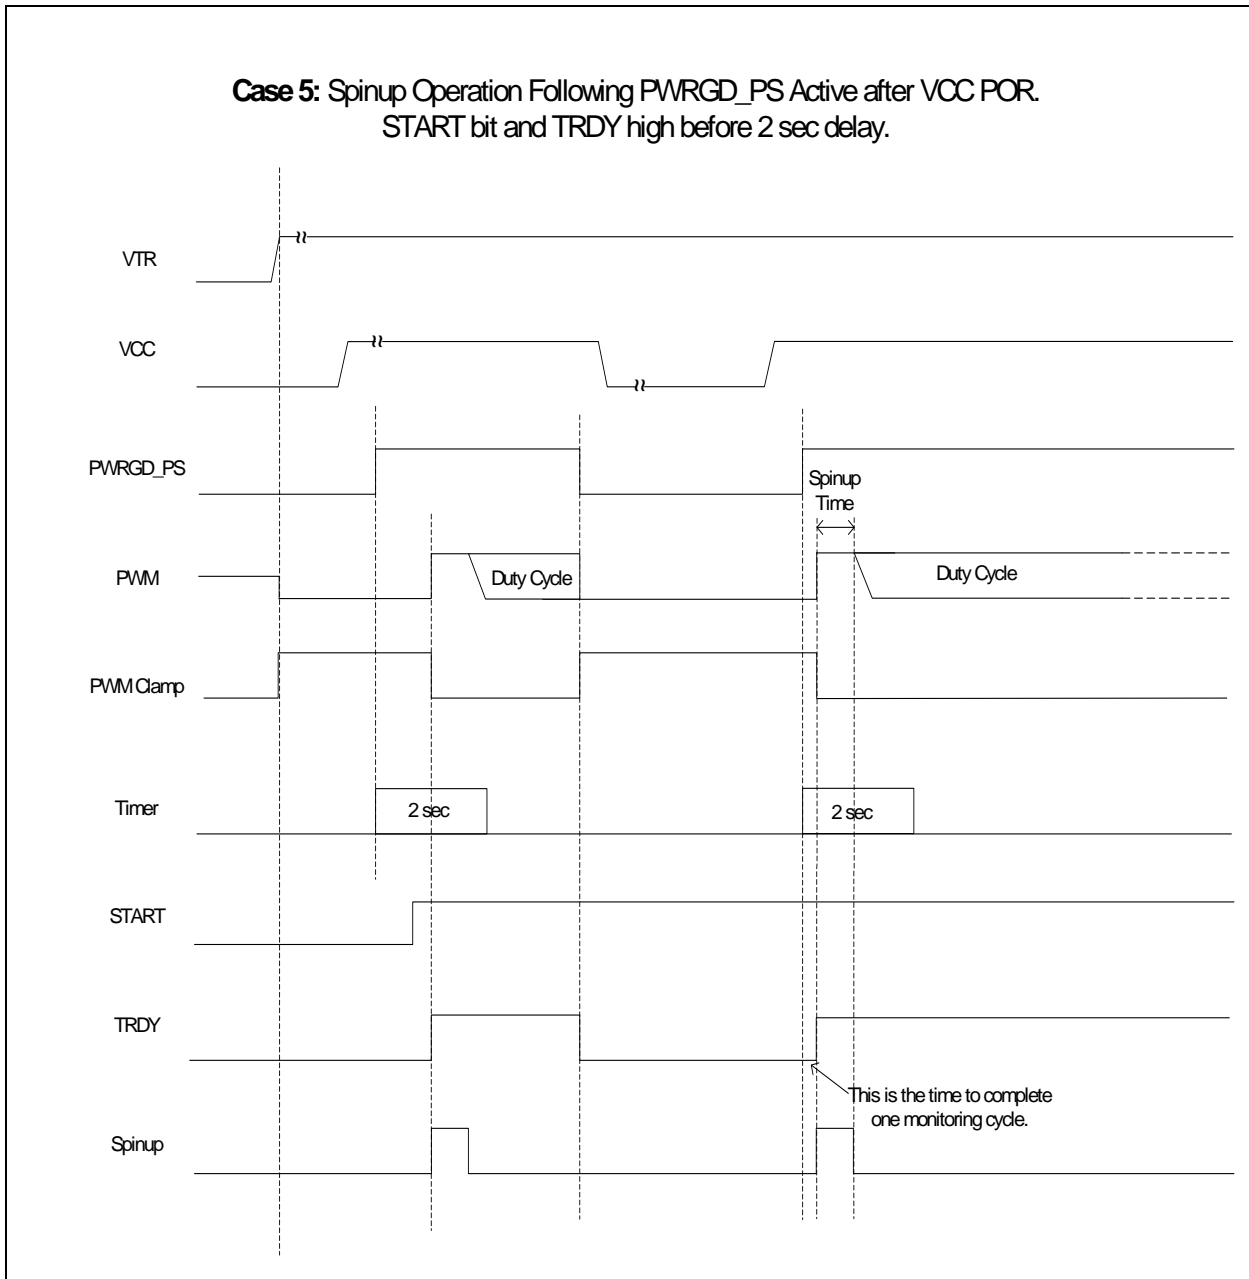 Case 5: Spinup Operation Following PWRGD_PS Active after VCC POR.
START bit and TRDY high before 2 sec delay.
VTR
VCC
PWRGD_PS
Spinup
Time
PWM
Duty Cycle
Duty Cycle
PWM Clamp
Timer
2 sec
2 sec
START
TRDY
This is the time to complete
one monitoring cycle.
Spinup